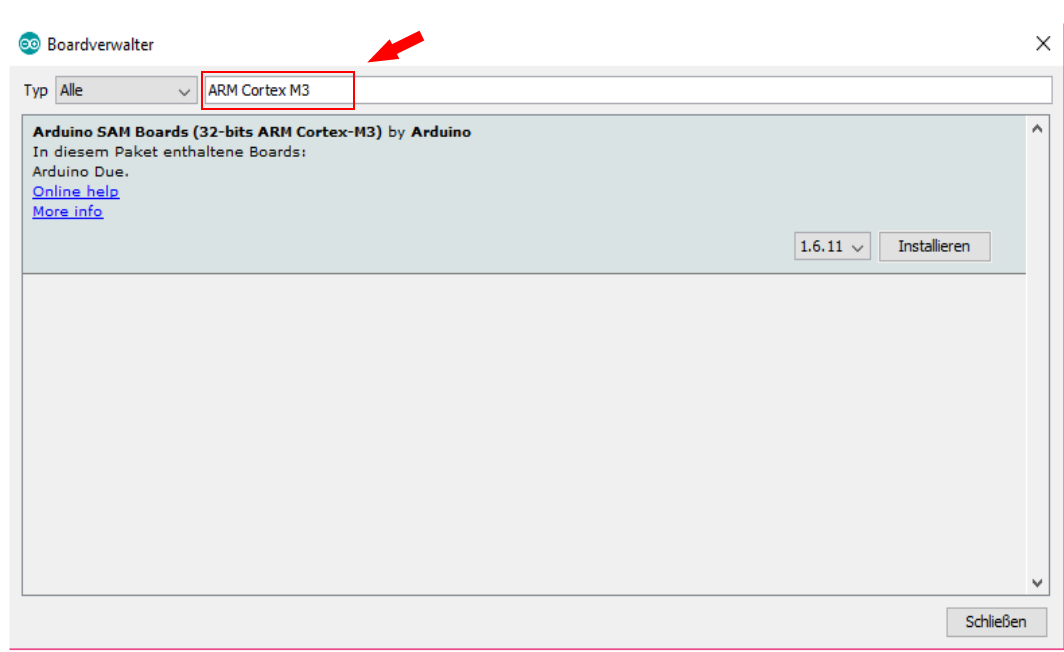 Boardverwalter
Typ Alle ARM Cortex M3
Arduino SAM Boards (32-bits ARM Cortex-M3) by Arduino
In diesem Paket enthaltene Boards:
Arduino Due.
Online help
More info
1.6.11 Installieren
Schließen